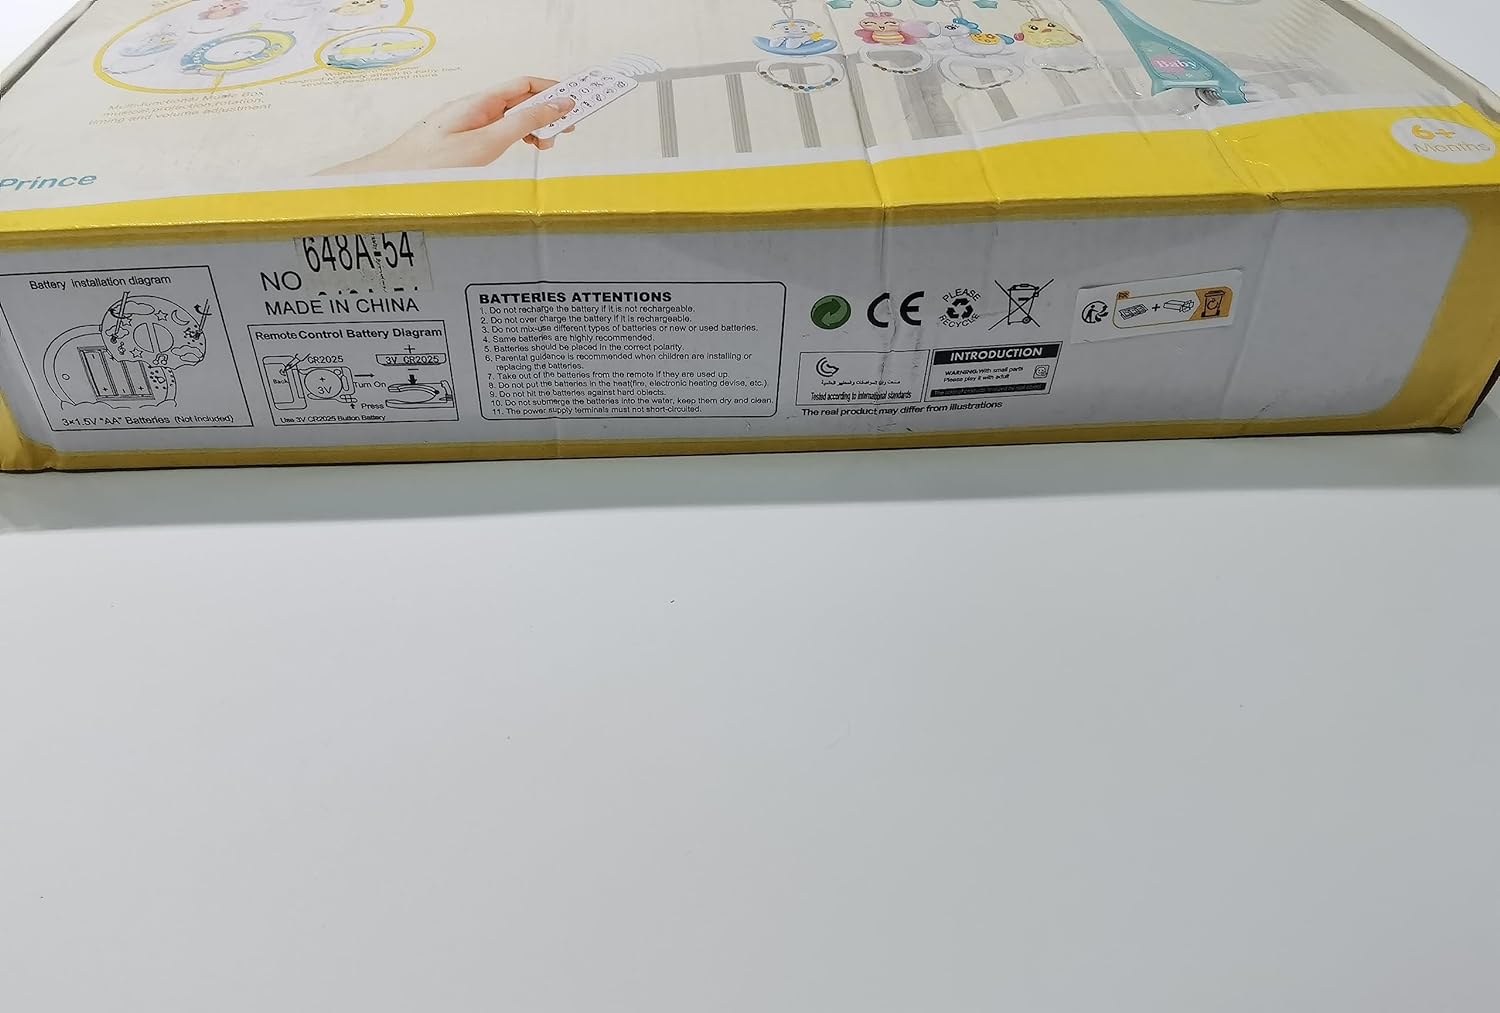 Multi-functional Music Box
musical, projection, rotation,
timing and volume adjustment
Prince
Baby
6+
Months
Battery installation diagram
3×1.5V "AA" Batteries (Not Included)
648A-54
NO
MADE IN CHINA
Remote Control Battery Diagram
CR2025
3V CR2025
Back
3V
Turn On
Press
Use 3V CR2025 Button Battery
BATTERIES ATTENTIONS
1. Do not recharge the battery if it is not rechargeable.
2. Do not over charge the battery if it is rechargeable.
3. Do not mix-use different types of batteries or new or used batteries.
4. Same batteries are highly recommended.
5. Batteries should be placed in the correct polarity.
6. Parental guidance is recommended when children are installing or
replacing the batteries.
7. Take out of the batteries from the remote if they are used up.
8. Do not put the batteries in the heat(fire, electronic heating devise, etc.).
9. Do not hit the batteries against hard objects.
10. Do not submerge the batteries into the water, keep them dry and clean.
11. The power supply terminals must not short-circuited.
CE
PLEASE
RECYCLE
FR
Tested according to international standards
INTRODUCTION
WARNING: With small parts
Please play it with adult
The real product may differ from illustrations